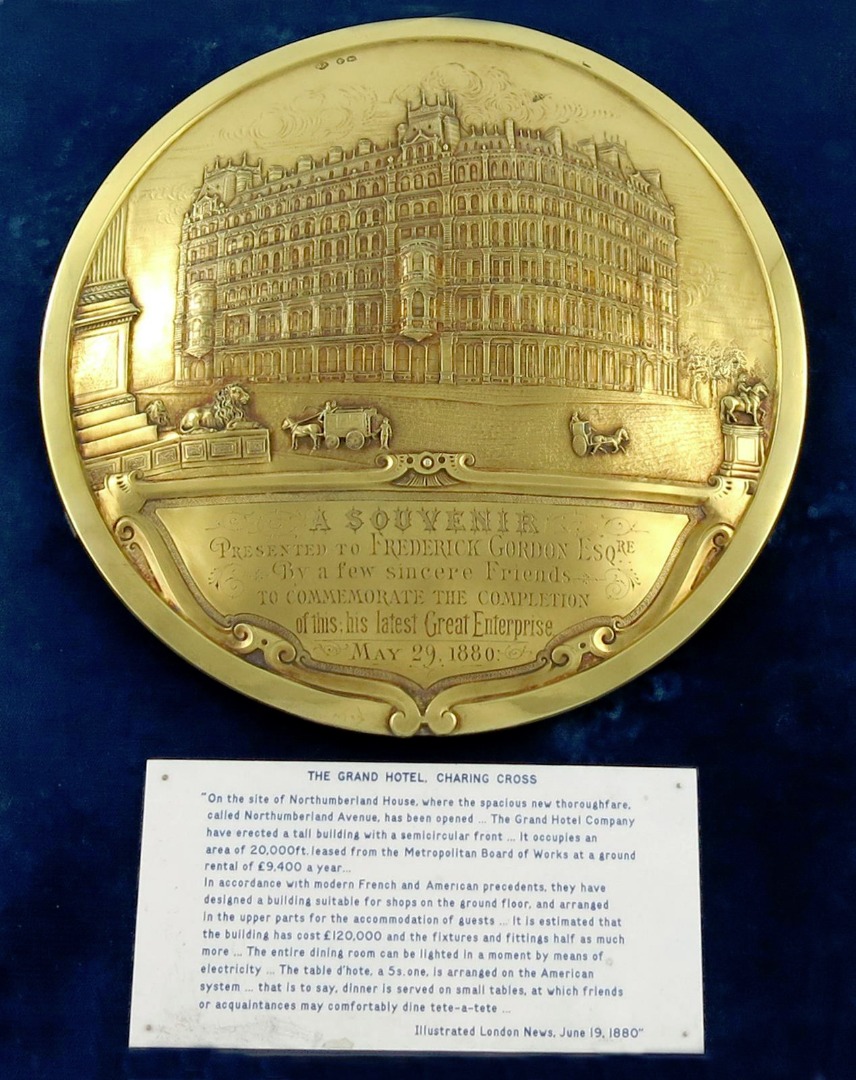 A SOUVENIR
PRESENTED TO FREDERICK GORDON ESQRE
By a few sincere Friends
TO COMMEMORATE THE COMPLETION
of this: his latest Great Enterprise
MAY 29, 1880.
THE GRAND HOTEL, CHARING CROSS
"On the site of Northumberland House, where the spacious new thoroughfare,
called Northumberland Avenue, has been opened ... The Grand Hotel Company
have erected a tall building with a semicircular front ... It occupies an
area of 20,000ft. leased from the Metropolitan Board of Works at a ground
rental of £9,400 a year...
In accordance with modern French and American precedents, they have
designed a building suitable for shops on the ground floor, and arranged
in the upper parts for the accommodation of guests ... It is estimated that
the building has cost £120,000 and the fixtures and fittings half as much
more ... The entire dining room can be lighted in a moment by means of
electricity ... The table d'hote, a 5s. one, is arranged on the American
system ... that is to say, dinner is served on small tables, at which friends
or acquaintances may comfortably dine tete-a-tete ...
Illustrated London News, June 19, 1880"